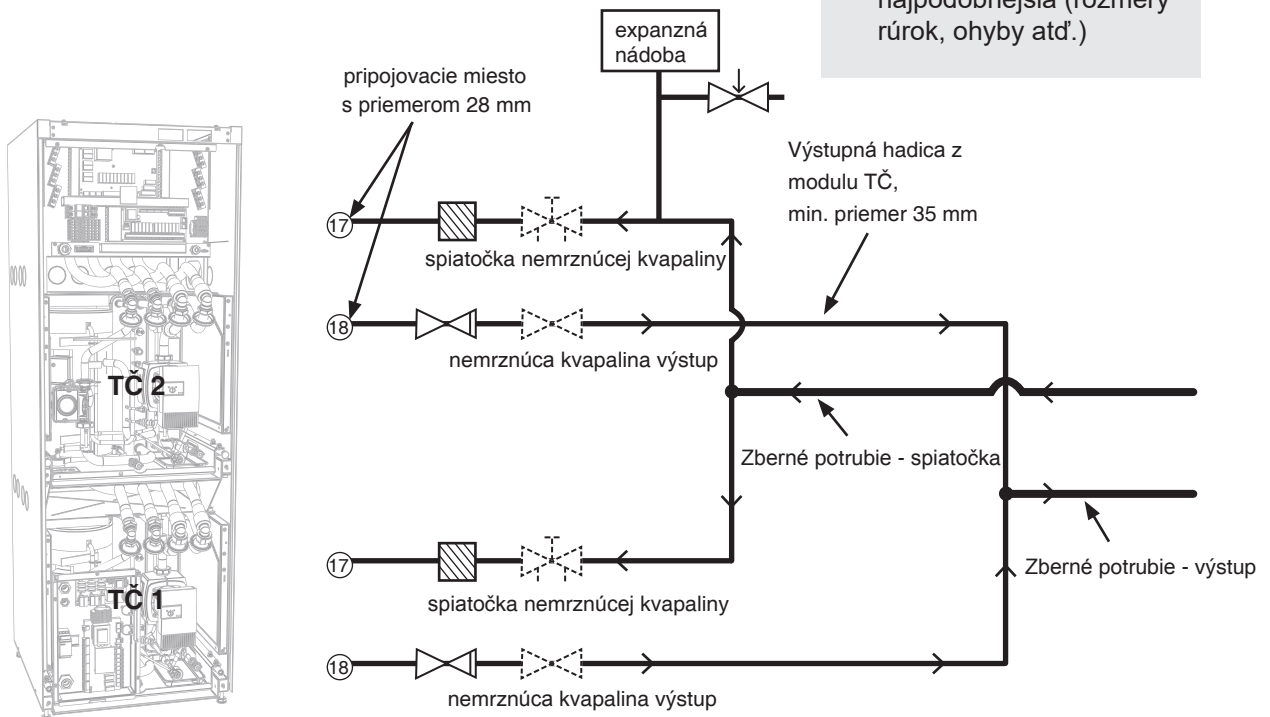 najpodobnejšia (rozmery
rúrok, ohyby atď.)
expanzná
nádoba
pripojovacie miesto
s priemerom 28 mm
Výstupná hadica z
modulu TČ,
min. priemer 35 mm
17
spiatočka nemrznúcej kvapaliny
18
nemrznúca kvapalina výstup
TČ 2
Zberné potrubie - spiatočka
17
Zberné potrubie - výstup
spiatočka nemrznúcej kvapaliny
TČ 1
18
nemrznúca kvapalina výstup